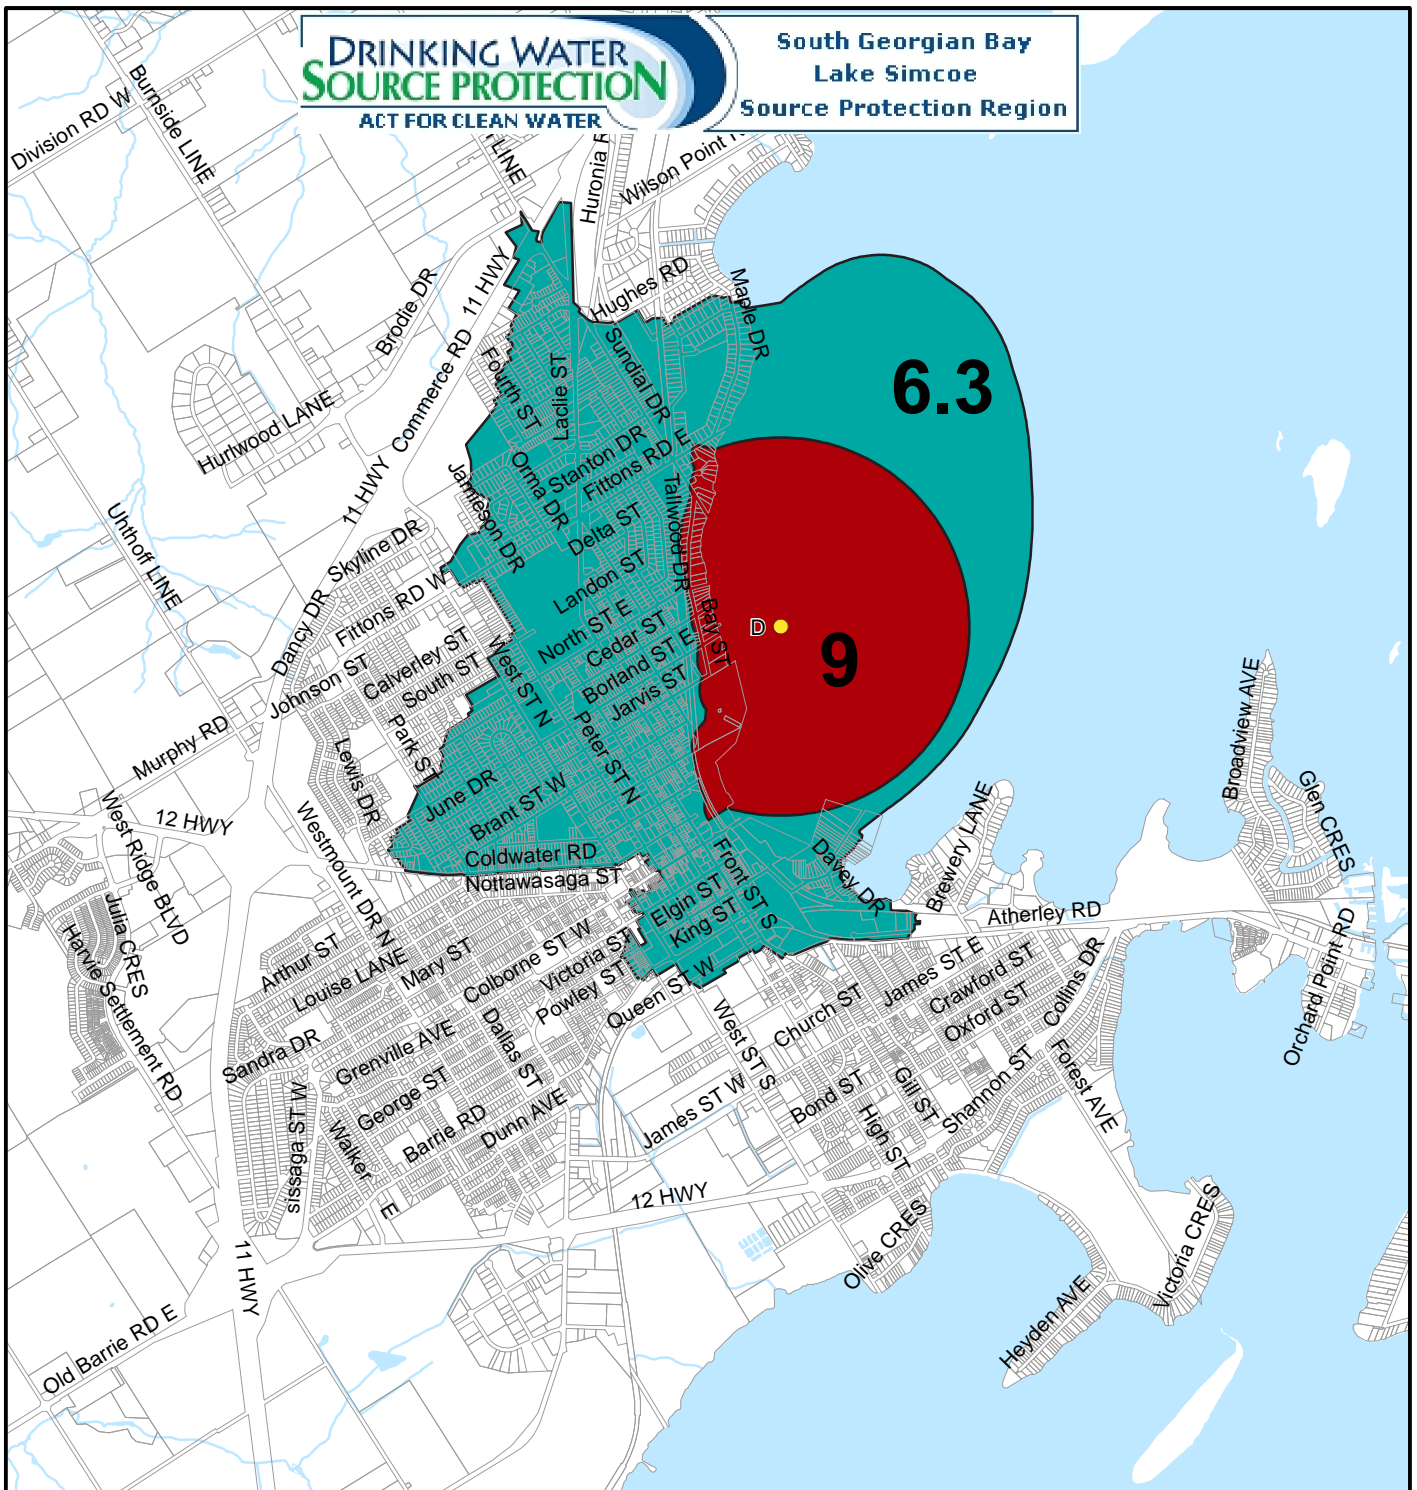 DRINKING WATER
SOURCE PROTECTION
ACT FOR CLEAN WATER
South Georgian Bay
Lake Simcoe
Source Protection Region
Division RD W
Burnside LINE
LINE
Huronia R
Wilson Point
Hughes RD
Maple DR
Brodie DR
11 HWY
Commerce RD
11 HWY
Hurlwood LANE
Fourth ST
Laclie ST
Sundial DR
6.3
Stanton DR
Fittons RD E
Orma DR
Jamieson DR
Tallwood DR
Delta ST
Uhthoff LINE
Skyline DR
Landon ST
Fittons RD W
Dancy DR
North ST E
Cedar ST
Bay ST
D
9
Calverley ST
South ST
Johnson ST
West ST N
Borland ST E
Jarvis ST
Park ST
Peter ST N
Murphy RD
Lewis DR
June DR
Brant ST W
12 HWY
West Ridge BLVD
Westmount DR N
Coldwater RD
Nottawasaga ST
Front ST S
Davey DR
Brewery LANE
Broadview AVE
Glen CRES
Atherley RD
Elgin ST
King ST
Julia CRES
Harvie Settlement RD
Arthur ST
Louise LANE
Mary ST
Colborne ST W
Victoria ST
Powley ST
Queen ST W
West ST S
Church ST
James ST E
Crawford ST
Oxford ST
Collins DR
Orchard Point RD
Sandra DR
Grenville AVE
Dallas ST
George ST
Barrie RD
Dunn AVE
James ST W
Bond ST
Gill ST
High ST
Shannon ST
Forest AVE
sissaga ST W
Walker
E
12 HWY
11 HWY
Olive CRES
Victoria CRES
Heyden AVE
Old Barrie RD E